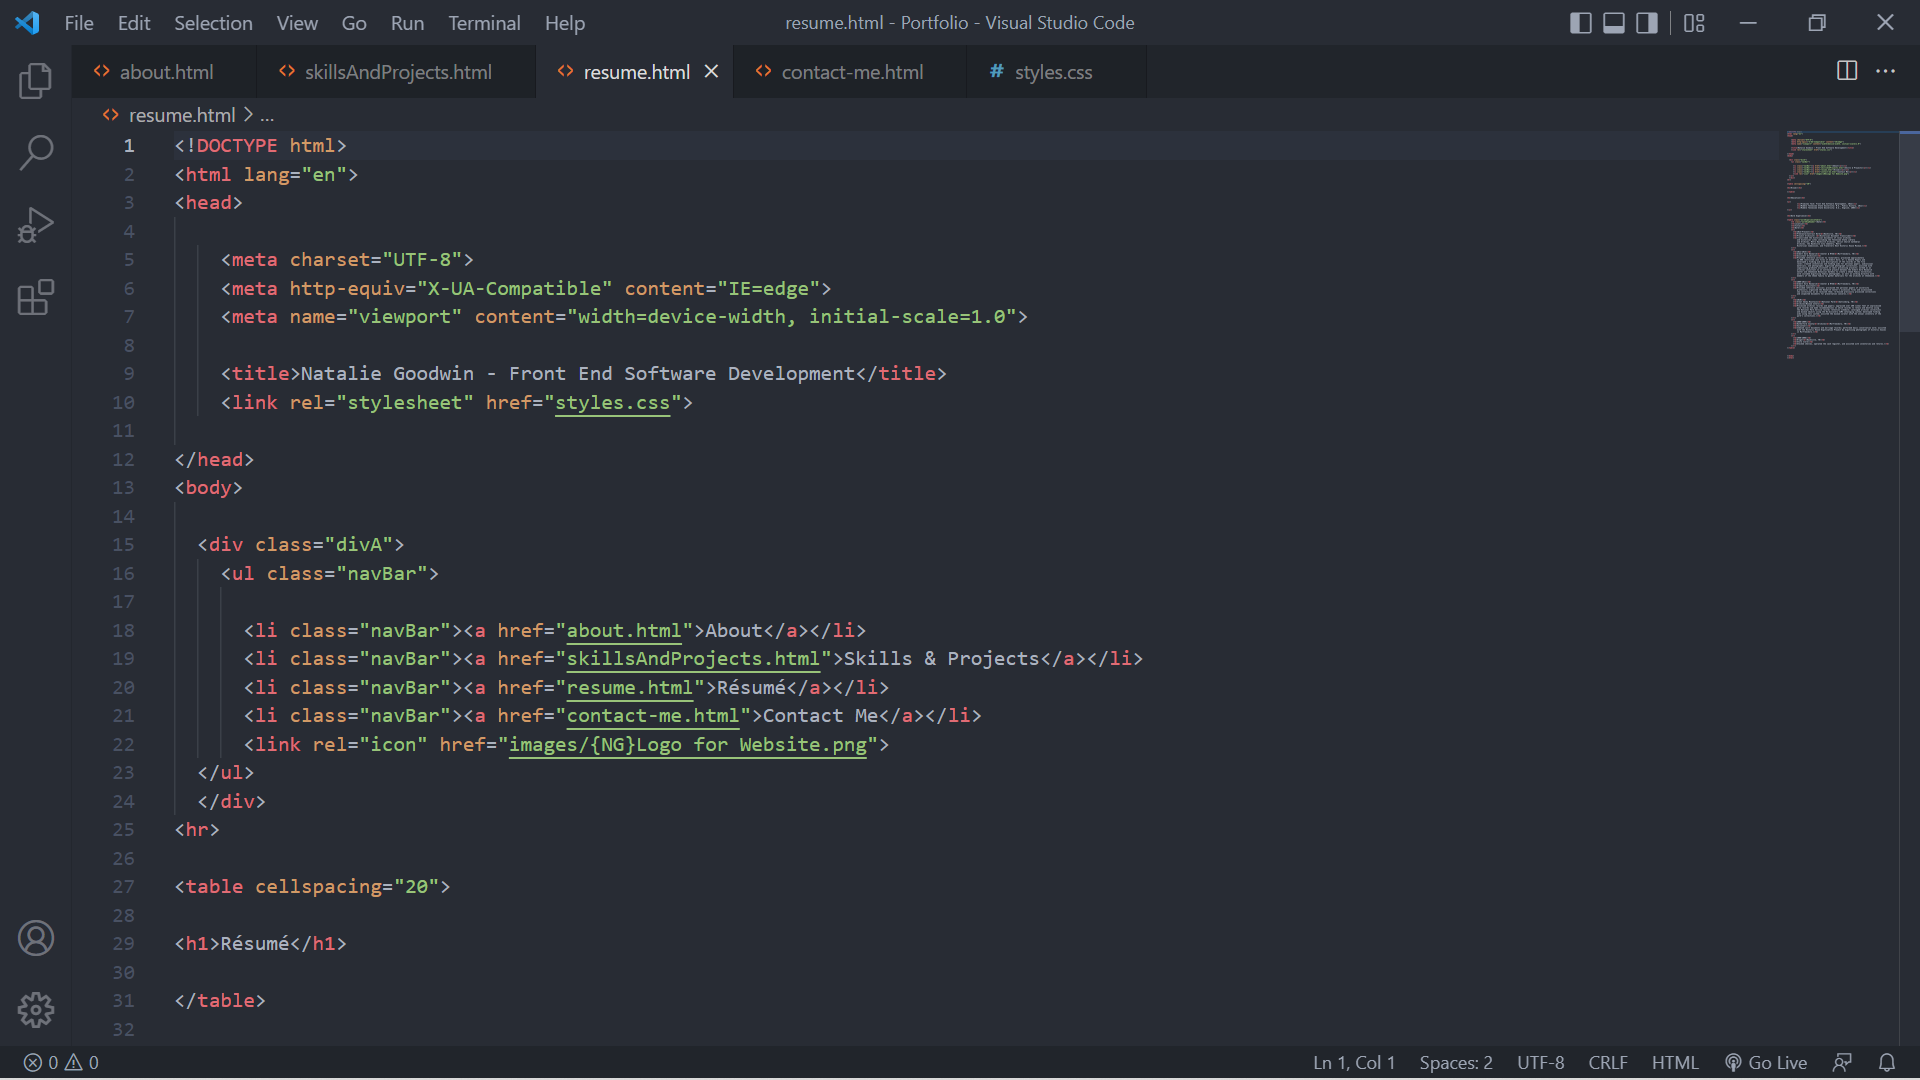 File Edit Selection View Go Run Terminal Help resume.html - Portfolio - Visual Studio Code
about.html skillsAndProjects.html resume.html contact-me.html # styles.css
resume.html > ...
1 <!DOCTYPE html>
2 <html lang="en">
3 <head>
4
5 <meta charset="UTF-8">
6 <meta http-equiv="X-UA-Compatible" content="IE=edge">
7 <meta name="viewport" content="width=device-width, initial-scale=1.0">
8
9 <title>Natalie Goodwin - Front End Software Development</title>
10 <link rel="stylesheet" href="styles.css">
11
12 </head>
13 <body>
14
15 <div class="divA">
16 <ul class="navBar">
17
18 <li class="navBar"><a href="about.html">About</a></li>
19 <li class="navBar"><a href="skillsAndProjects.html">Skills & Projects</a></li>
20 <li class="navBar"><a href="resume.html">Résumé</a></li>
21 <li class="navBar"><a href="contact-me.html">Contact Me</a></li>
22 <link rel="icon" href="images/{NG}Logo for Website.png">
23 </ul>
24 </div>
25 <hr>
26
27 <table cellspacing="20">
28
29 <h1>Résumé</h1>
30
31 </table>
32
0 0 Ln 1, Col 1 Spaces: 2 UTF-8 CRLF HTML Go Live